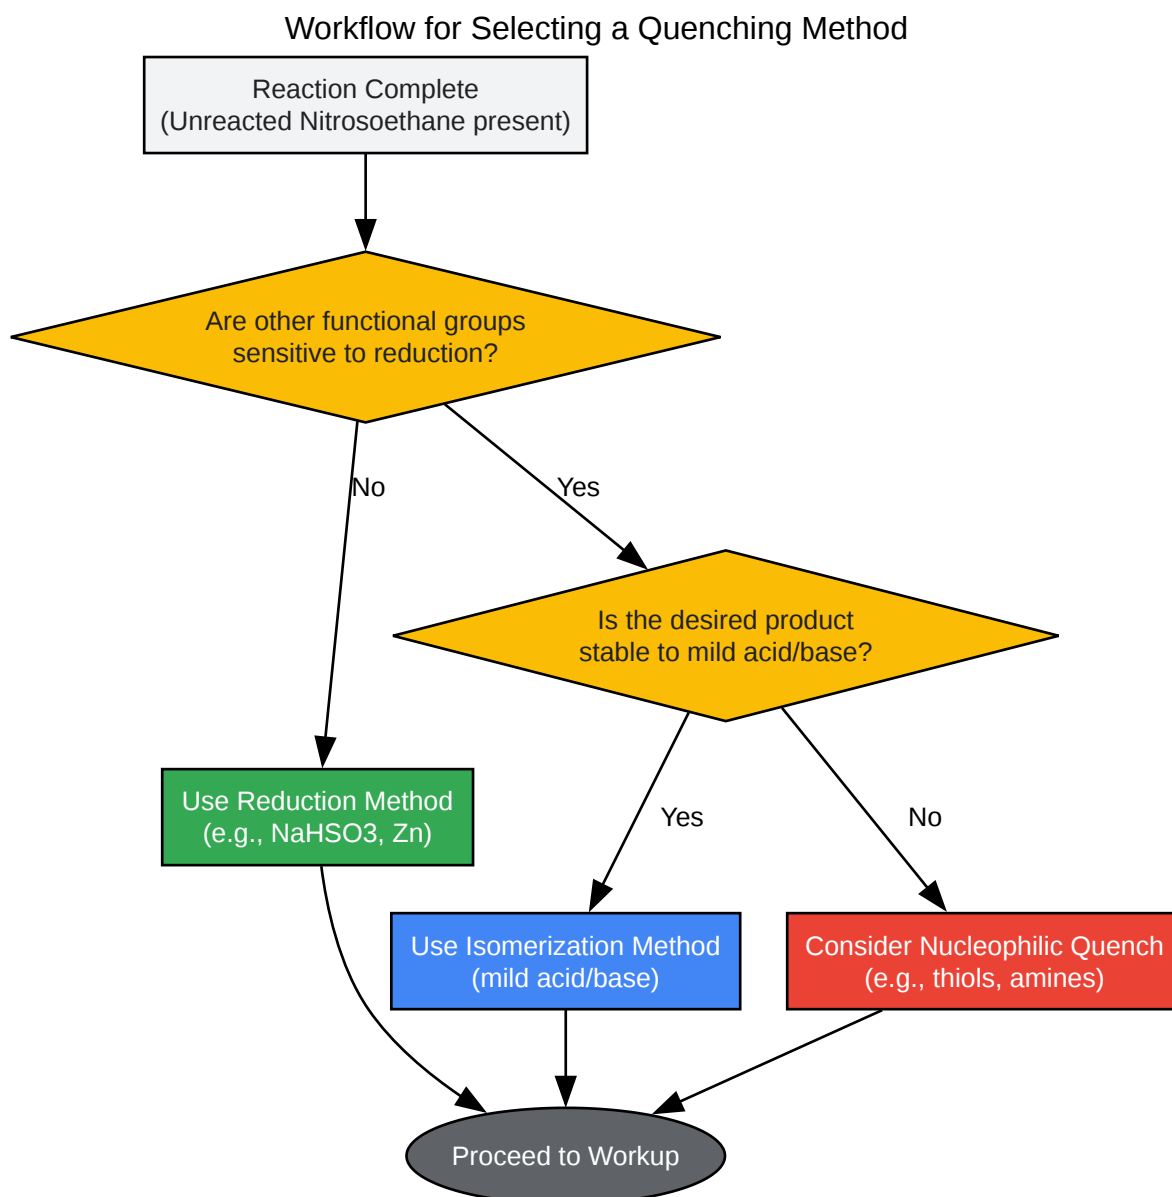 Workflow for Selecting a Quenching Method
Reaction Complete
(Unreacted Nitrosoethane present)
Are other functional groups
sensitive to reduction?
No
Yes
Is the desired product
stable to mild acid/base?
Use Reduction Method
(e.g., NaHSO3, Zn)
Yes
No
Use Isomerization Method
(mild acid/base)
Consider Nucleophilic Quench
(e.g., thiols, amines)
Proceed to Workup